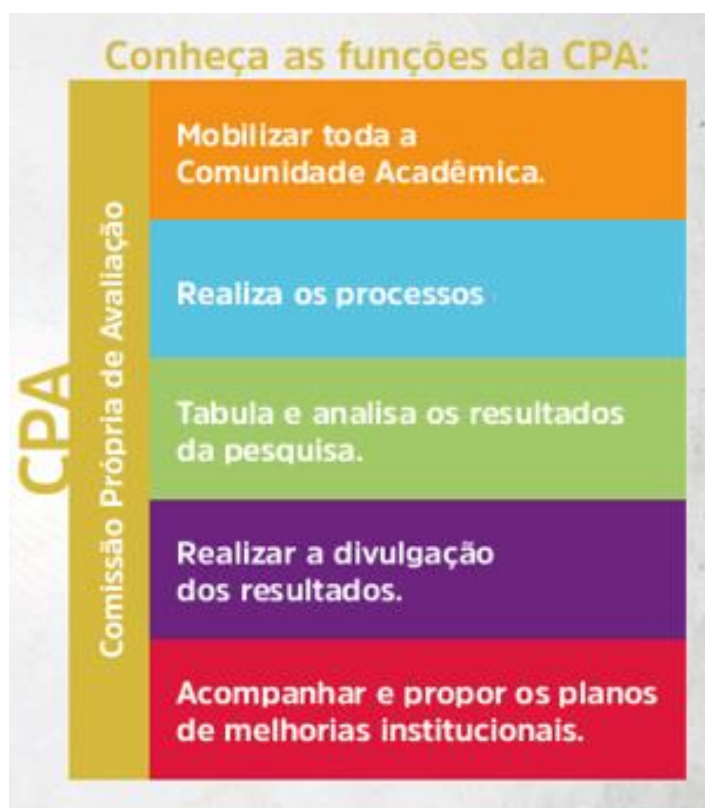 Conheça as funções da CPA:
CPA
Comissão Própria de Avaliação
Mobilizar toda a
Comunidade Acadêmica.
Realiza os processos
Tabula e analisa os resultados
da pesquisa.
Realizar a divulgação
dos resultados.
Acompanhar e propor os planos
de melhorias institucionais.